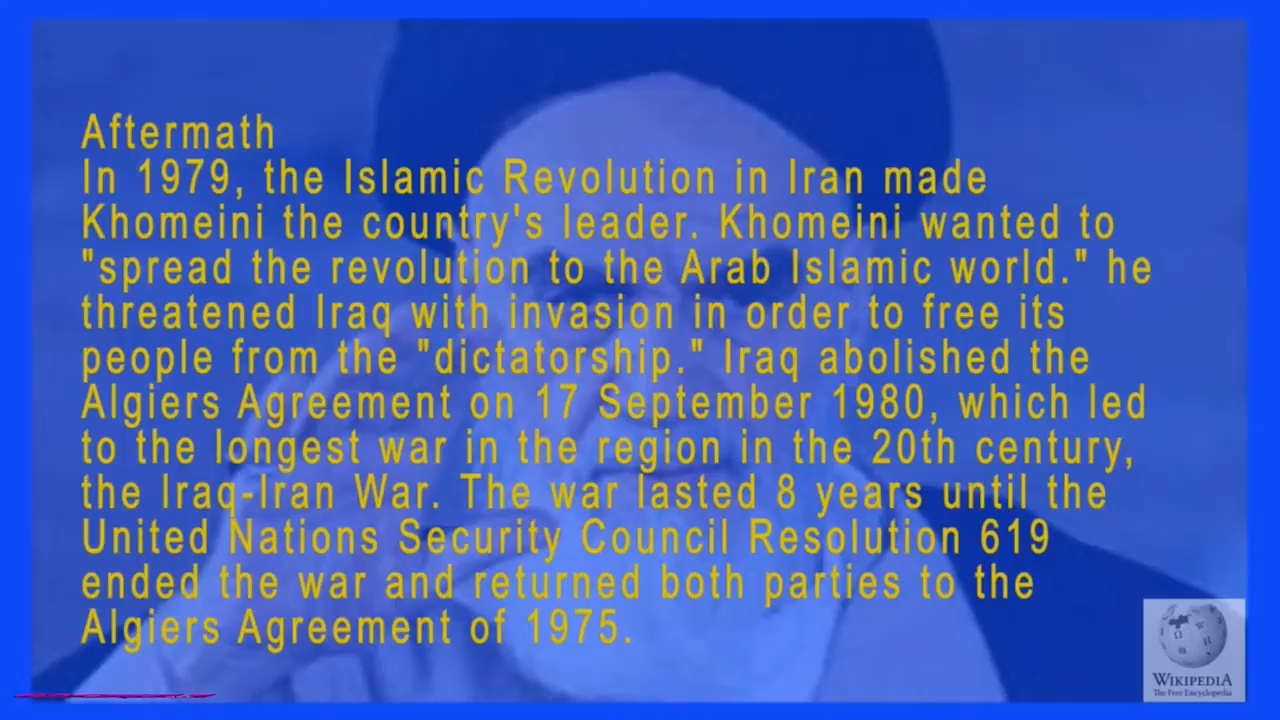 Aftermath
In 1979, the Islamic Revolution in Iran made
Khomeini the country's leader. Khomeini wanted to
"spread the revolution to the Arab Islamic world." he
threatened Iraq with invasion in order to free its
people from the "dictatorship." Iraq abolished the
Algiers Agreement on 17 September 1980, which led
to the longest war in the region in the 20th century,
the Iraq-Iran War. The war lasted 8 years until the
United Nations Security Council Resolution 619
ended the war and returned both parties to the
Algiers Agreement of 1975.
WIKIPEDIA
The Free Encyclopedia